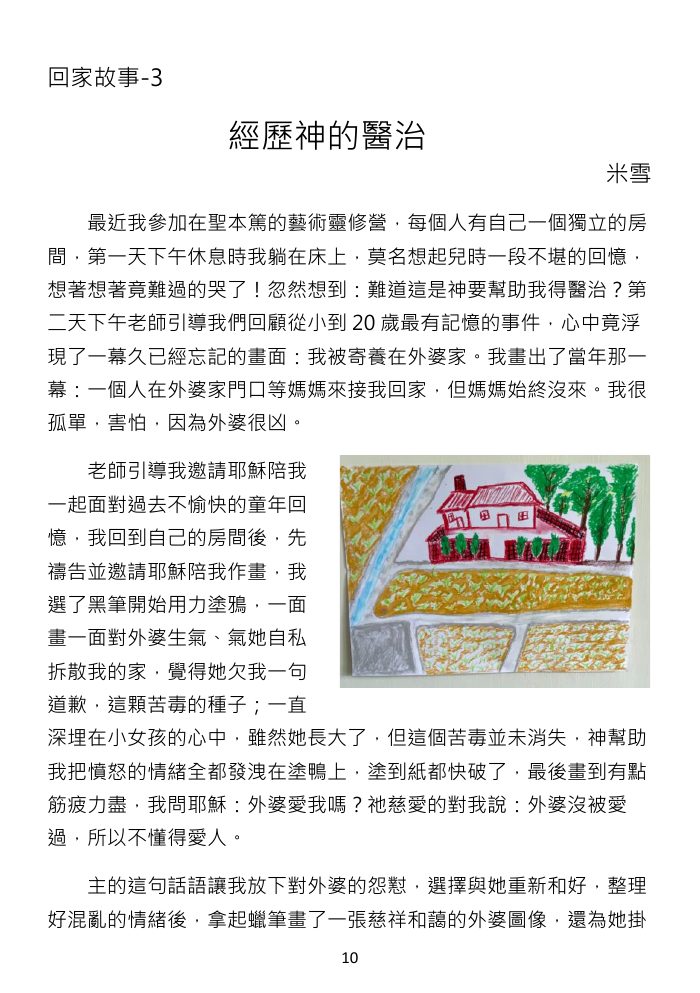 回家故事-3
經歷神的醫治
米雪
最近我參加在聖本篤的藝術靈修營，每個人有自己一個獨立的房
間，第一天下午休息時我躺在床上，莫名想起兒時一段不堪的回憶，
想著想著竟難過的哭了！忽然想到：難道這是神要幫助我得醫治？第
二天下午老師引導我們回顧從小到 20 歲最有記憶的事件，心中竟浮
現了一幕久已經忘記的畫面：我被寄養在外婆家。我畫出了當年那一
幕：一個人在外婆家門口等媽媽來接我回家，但媽媽始終沒來。我很
孤單，害怕，因為外婆很凶。
老師引導我邀請耶穌陪我
一起面對過去不愉快的童年回
憶，我回到自己的房間後，先
禱告並邀請耶穌陪我作畫，我
選了黑筆開始用力塗鴉，一面
畫一面對外婆生氣、氣她自私
拆散我的家，覺得她欠我一句
道歉，這顆苦毒的種子；一直
深埋在小女孩的心中，雖然她長大了，但這個苦毒並未消失，神幫助
我把憤怒的情緒全都發洩在塗鴨上，塗到紙都快破了，最後畫到有點
筋疲力盡，我問耶穌：外婆愛我嗎？祂慈愛的對我說：外婆沒被愛
過，所以不懂得愛人。
主的這句話語讓我放下對外婆的怨懟，選擇與她重新和好，整理
好混亂的情緒後，拿起蠟筆畫了一張慈祥和藹的外婆圖像，還為她掛
10